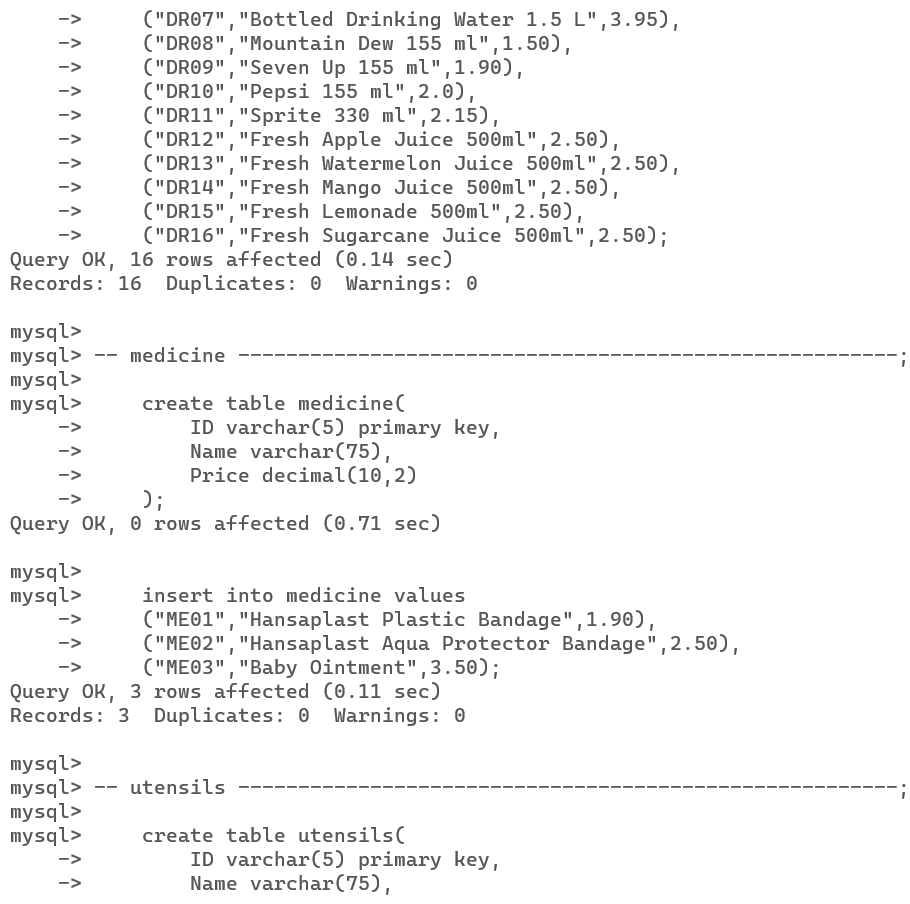 ->     ("DR07","Bottled Drinking Water 1.5 L",3.95),
    ->     ("DR08","Mountain Dew 155 ml",1.50),
    ->     ("DR09","Seven Up 155 ml",1.90),
    ->     ("DR10","Pepsi 155 ml",2.0),
    ->     ("DR11","Sprite 330 ml",2.15),
    ->     ("DR12","Fresh Apple Juice 500ml",2.50),
    ->     ("DR13","Fresh Watermelon Juice 500ml",2.50),
    ->     ("DR14","Fresh Mango Juice 500ml",2.50),
    ->     ("DR15","Fresh Lemonade 500ml",2.50),
    ->     ("DR16","Fresh Sugarcane Juice 500ml",2.50);
Query OK, 16 rows affected (0.14 sec)
Records: 16  Duplicates: 0  Warnings: 0

mysql>
mysql> -- medicine -------------------------------------------------------;
mysql>
mysql>     create table medicine(
    ->         ID varchar(5) primary key,
    ->         Name varchar(75),
    ->         Price decimal(10,2)
    ->     );
Query OK, 0 rows affected (0.71 sec)

mysql>
mysql>     insert into medicine values
    ->     ("ME01","Hansaplast Plastic Bandage",1.90),
    ->     ("ME02","Hansaplast Aqua Protector Bandage",2.50),
    ->     ("ME03","Baby Ointment",3.50);
Query OK, 3 rows affected (0.11 sec)
Records: 3  Duplicates: 0  Warnings: 0

mysql>
mysql> -- utensils -------------------------------------------------------;
mysql>
mysql>     create table utensils(
    ->         ID varchar(5) primary key,
    ->         Name varchar(75),